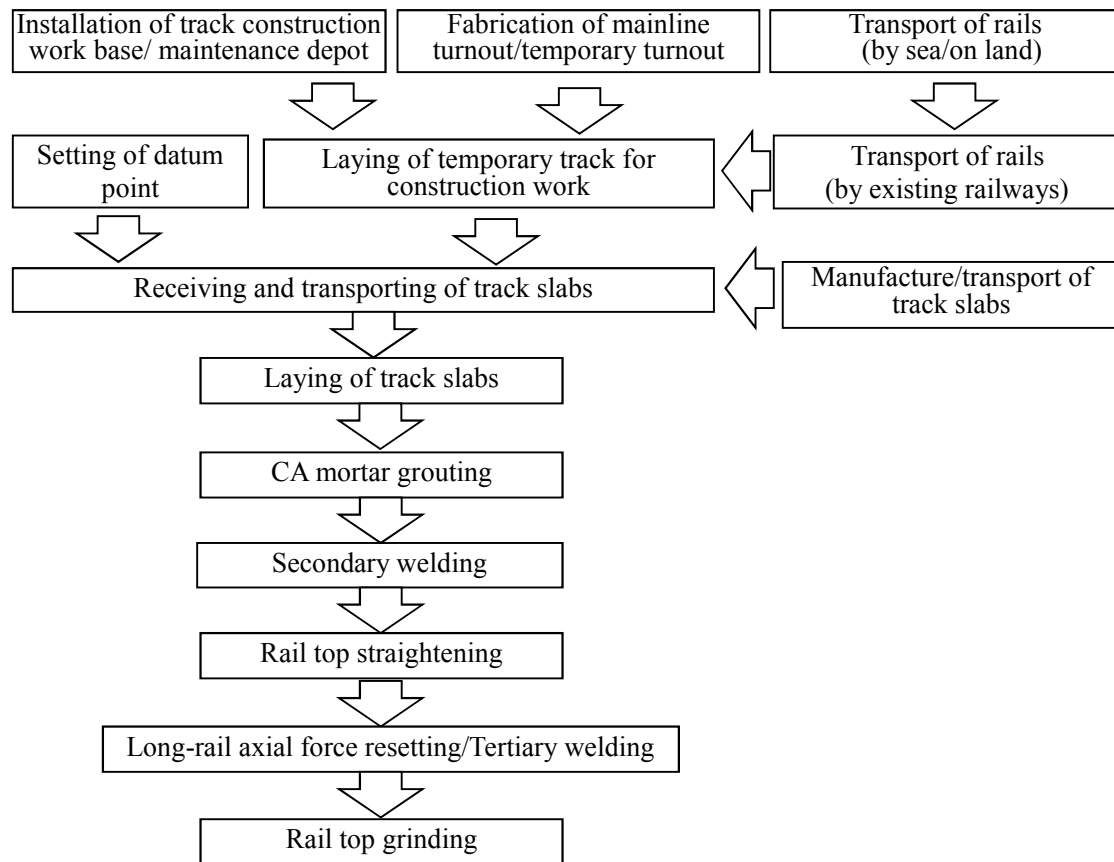 Installation of track construction
work base/ maintenance depot
Fabrication of mainline
turnout/temporary turnout
Transport of rails
(by sea/on land)
Setting of datum
point
Laying of temporary track for
construction work
Transport of rails
(by existing railways)
Receiving and transporting of track slabs
Manufacture/transport of
track slabs
Laying of track slabs
CA mortar grouting
Secondary welding
Rail top straightening
Long-rail axial force resetting/Tertiary welding
Rail top grinding